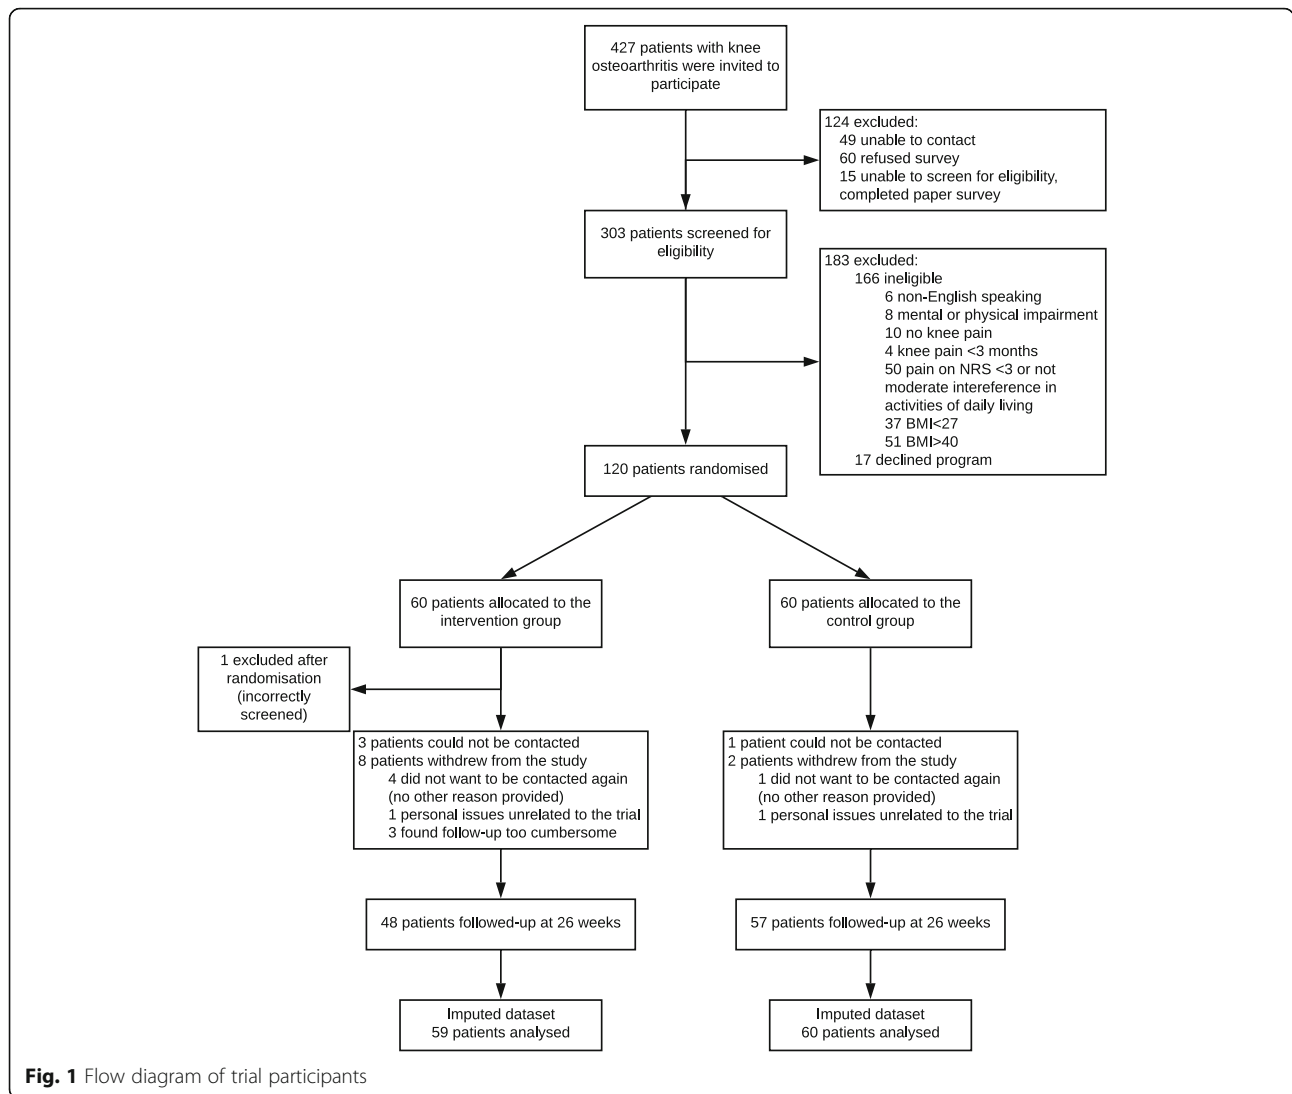 427 patients with knee
osteoarthritis were invited to
participate
124 excluded:
49 unable to contact
60 refused survey
15 unable to screen for eligibility,
completed paper survey
303 patients screened for
eligibility
183 excluded:
166 ineligible
6 non-English speaking
8 mental or physical impairment
10 no knee pain
4 knee pain <3 months
50 pain on NRS <3 or not
moderate intereference in
activities of daily living
37 BMI<27
51 BMI>40
17 declined program
120 patients randomised
60 patients allocated to the
intervention group
60 patients allocated to the
control group
1 excluded after
randomisation
(incorrectly
screened)
3 patients could not be contacted
8 patients withdrew from the study
4 did not want to be contacted again
(no other reason provided)
1 personal issues unrelated to the trial
3 found follow-up too cumbersome
1 patient could not be contacted
2 patients withdrew from the study
1 did not want to be contacted again
(no other reason provided)
1 personal issues unrelated to the trial
48 patients followed-up at 26 weeks
57 patients followed-up at 26 weeks
Imputed dataset
59 patients analysed
Imputed dataset
60 patients analysed
Fig. 1 Flow diagram of trial participants